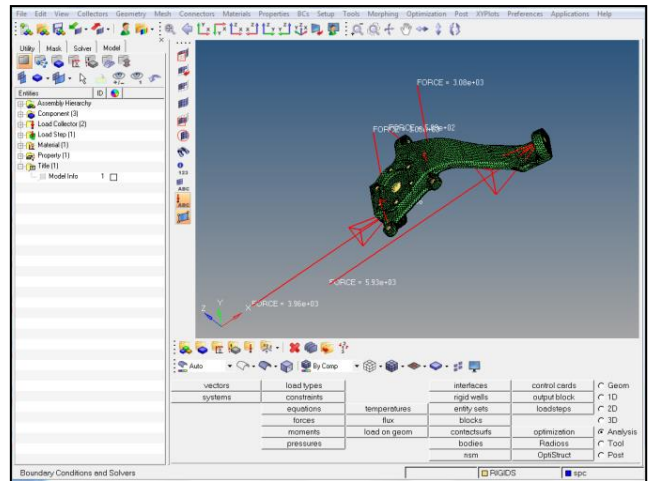 File Edit View Collectors Geometry Mesh Connectors Materials Properties BCs Setup Tools Morphing Optimization Post XYPlots Preferences Applications Help
Utility Mask Solver Model
Entities ID
Assembly Hierarchy
Component (3)
Load Collector (2)
Load Step (1)
Material (1)
Property (1)
Title (1)
Model Info 1
123
ABC
ABC
FORCE = 3.08e+03
FORCE = 5.93e+03
FORCE = 3.96e+03
Z Y X
Auto By Comp
vectors load types interfaces control cards Geom
systems constraints rigid walls output block 1D
equations temperatures entity sets loadsteps 2D
forces flux blocks 3D
moments load on geom contactsurfs optimization Analysis
pressures bodies Radioss Tool
nsm OptiStruct Post
Boundary Conditions and Solvers RIGIDS spc